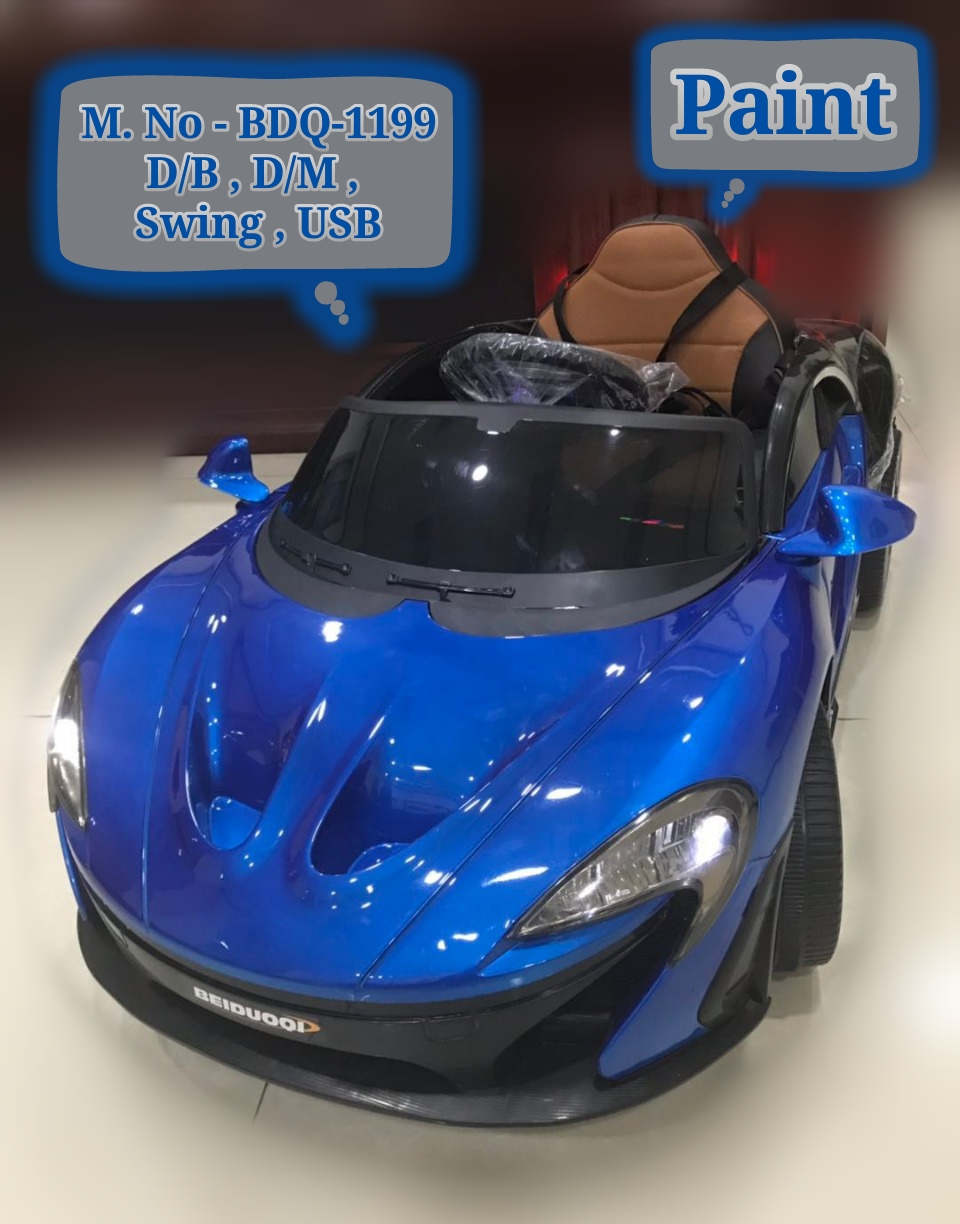 M. No - BDQ-1199
D/B , D/M ,
Swing , USB
Paint
BEIDUOQI